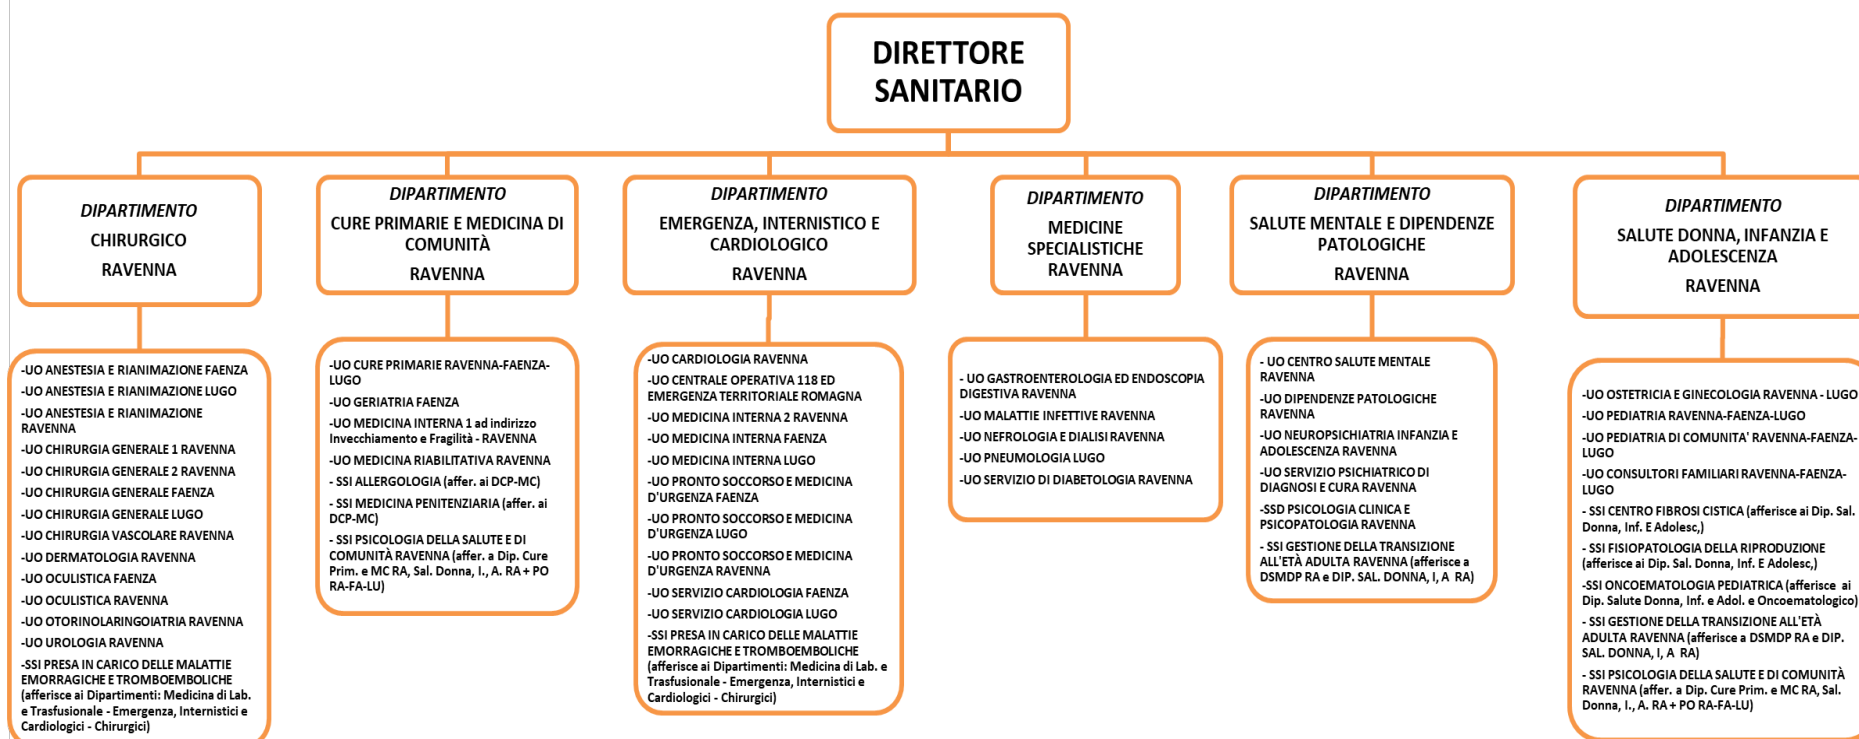 DIRETTORE
SANITARIO
DIPARTIMENTO
CHIRURGICO
RAVENNA
DIPARTIMENTO
CURE PRIMARIE E MEDICINA DI
COMUNITÀ
RAVENNA
DIPARTIMENTO
EMERGENZA, INTERNISTICO E
CARDIOLOGICO
RAVENNA
DIPARTIMENTO
MEDICINE
SPECIALISTICHE
RAVENNA
DIPARTIMENTO
SALUTE MENTALE E DIPENDENZE
PATOLOGICHE
RAVENNA
DIPARTIMENTO
SALUTE DONNA, INFANZIA E
ADOLESCENZA
RAVENNA
-UO ANESTESIA E RIANIMAZIONE FAENZA
-UO ANESTESIA E RIANIMAZIONE LUGO
-UO ANESTESIA E RIANIMAZIONE
RAVENNA
-UO CHIRURGIA GENERALE 1 RAVENNA
-UO CHIRURGIA GENERALE 2 RAVENNA
-UO CHIRURGIA GENERALE FAENZA
-UO CHIRURGIA GENERALE LUGO
-UO CHIRURGIA VASCOLARE RAVENNA
-UO DERMATOLOGIA RAVENNA
-UO OCULISTICA FAENZA
-UO OCULISTICA RAVENNA
-UO OTORINOLARINGOIATRIA RAVENNA
-UO UROLOGIA RAVENNA
-SSI PRESA IN CARICO DELLE MALATTIE
EMORRAGICHE E TROMBOEMBOLICHE
(afferisce ai Dipartimenti: Medicina di Lab.
e Trasfusionale - Emergenza, Internistici e
Cardiologici - Chirurgici)
-UO CURE PRIMARIE RAVENNA-FAENZA-
LUGO
-UO GERIATRIA FAENZA
-UO MEDICINA INTERNA 1 ad indirizzo
Invecchiamento e Fragilità - RAVENNA
-UO MEDICINA RIABILITATIVA RAVENNA
- SSI ALLERGOLOGIA (affer. ai DCP-MC)
- SSI MEDICINA PENITENZIARIA (affer. ai
DCP-MC)
- SSI PSICOLOGIA DELLA SALUTE E DI
COMUNITÀ RAVENNA (affer. a Dip. Cure
Prim. e MC RA, Sal. Donna, I., A. RA + PO
RA-FA-LU)
-UO CARDIOLOGIA RAVENNA
-UO CENTRALE OPERATIVA 118 ED
EMERGENZA TERRITORIALE ROMAGNA
-UO MEDICINA INTERNA 2 RAVENNA
-UO MEDICINA INTERNA FAENZA
-UO MEDICINA INTERNA LUGO
-UO PRONTO SOCCORSO E MEDICINA
D'URGENZA FAENZA
-UO PRONTO SOCCORSO E MEDICINA
D'URGENZA LUGO
-UO PRONTO SOCCORSO E MEDICINA
D'URGENZA RAVENNA
-UO SERVIZIO CARDIOLOGIA FAENZA
-UO SERVIZIO CARDIOLOGIA LUGO
-SSI PRESA IN CARICO DELLE MALATTIE
EMORRAGICHE E TROMBOEMBOLICHE
(afferisce ai Dipartimenti: Medicina di Lab. e
Trasfusionale - Emergenza, Internistici e
Cardiologici - Chirurgici)
- UO GASTROENTEROLOGIA ED ENDOSCOPIA
DIGESTIVA RAVENNA
-UO MALATTIE INFETTIVE RAVENNA
-UO NEFROLOGIA E DIALISI RAVENNA
-UO PNEUMOLOGIA LUGO
-UO SERVIZIO DI DIABETOLOGIA RAVENNA
- UO CENTRO SALUTE MENTALE
RAVENNA
-UO DIPENDENZE PATOLOGICHE
RAVENNA
-UO NEUROPSICHIATRIA INFANZIA E
ADOLESCENZA RAVENNA
-UO SERVIZIO PSICHIATRICO DI
DIAGNOSI E CURA RAVENNA
-SSD PSICOLOGIA CLINICA E
PSICOPATOLOGIA RAVENNA
- SSI GESTIONE DELLA TRANSIZIONE
ALL'ETÀ ADULTA RAVENNA (afferisce a
DSMDP RA e DIP. SAL. DONNA, I, A RA)
-UO OSTETRICIA E GINECOLOGIA RAVENNA - LUGO
-UO PEDIATRIA RAVENNA-FAENZA-LUGO
-UO PEDIATRIA DI COMUNITA' RAVENNA-FAENZA-
LUGO
-UO CONSULTORI FAMILIARI RAVENNA-FAENZA-
LUGO
- SSI CENTRO FIBROSI CISTICA (afferisce ai Dip. Sal.
Donna, Inf. E Adolesc,)
- SSI FISIOPATOLOGIA DELLA RIPRODUZIONE
(afferisce ai Dip. Sal. Donna, Inf. E Adolesc,)
-SSI ONCOEMATOLOGIA PEDIATRICA (afferisce ai
Dip. Salute Donna, Inf. e Adol. e Oncoematologico)
- SSI GESTIONE DELLA TRANSIZIONE ALL'ETÀ
ADULTA RAVENNA (afferisce a DSMDP RA e DIP.
SAL. DONNA, I, A RA)
- SSI PSICOLOGIA DELLA SALUTE E DI COMUNITÀ
RAVENNA (affer. a Dip. Cure Prim. e MC RA, Sal.
Donna, I., A. RA + PO RA-FA-LU)